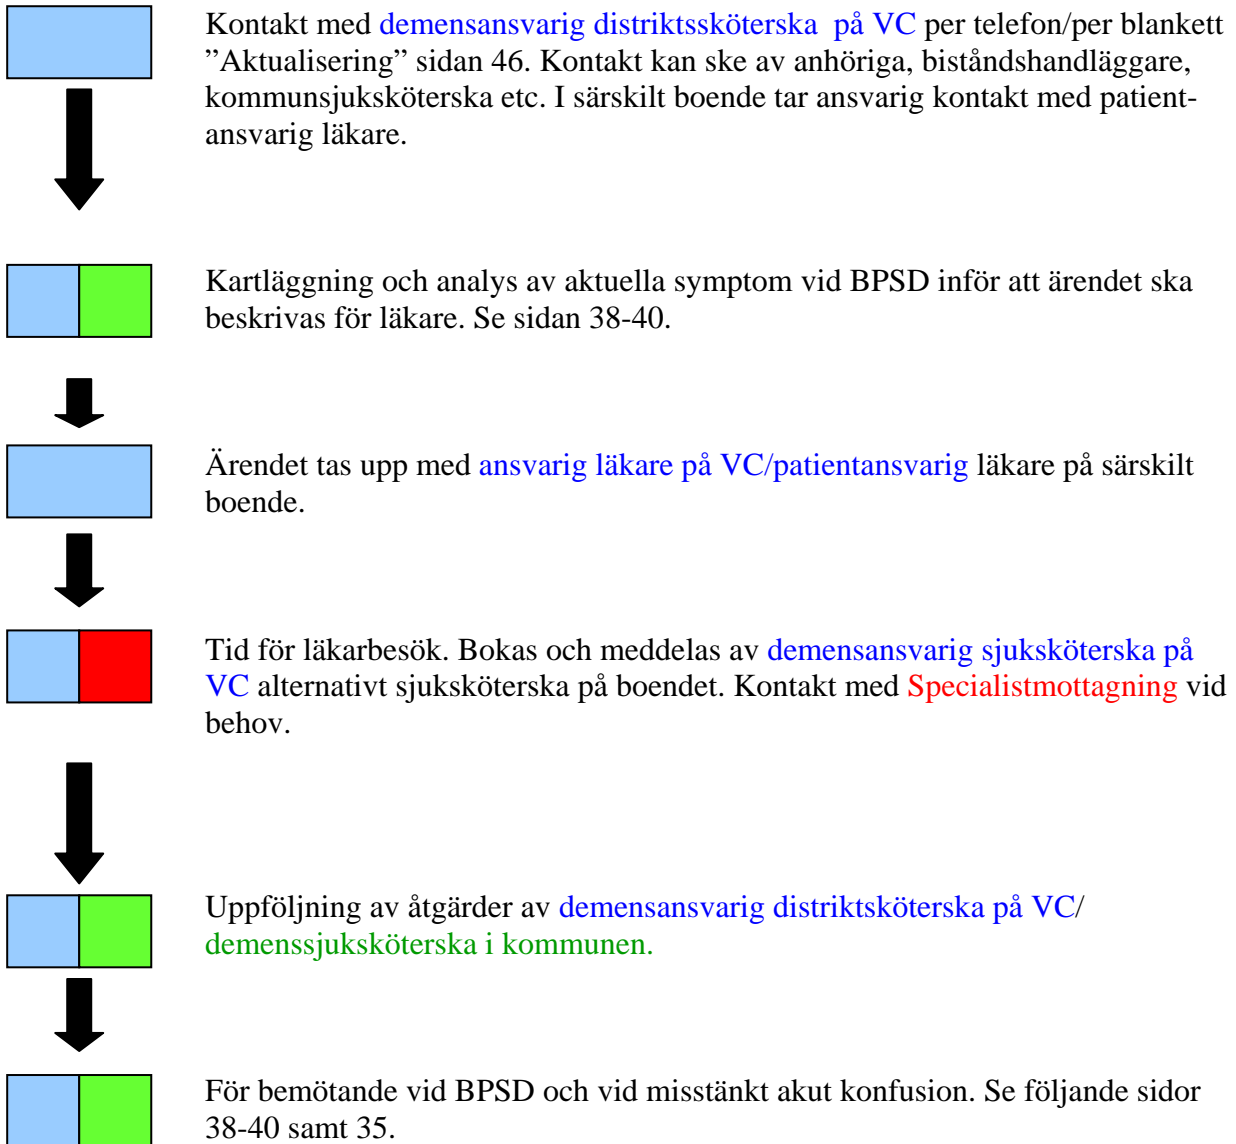 Kontakt med demensansvarig distriktssköterska  på VC per telefon/per blankett
”Aktualisering” sidan 46. Kontakt kan ske av anhöriga, biståndshandläggare,
kommunsjuksköterska etc. I särskilt boende tar ansvarig kontakt med patient-
ansvarig läkare.
Kartläggning och analys av aktuella symptom vid BPSD inför att ärendet ska
beskrivas för läkare. Se sidan 38-40.
Ärendet tas upp med ansvarig läkare på VC/patientansvarig läkare på särskilt
boende.
Tid för läkarbesök. Bokas och meddelas av demensansvarig sjuksköterska på
VC alternativt sjuksköterska på boendet. Kontakt med Specialistmottagning vid
behov.
Uppföljning av åtgärder av demensansvarig distriktsköterska på VC/
demenssjuksköterska i kommunen.
För bemötande vid BPSD och vid misstänkt akut konfusion. Se följande sidor
38-40 samt 35.